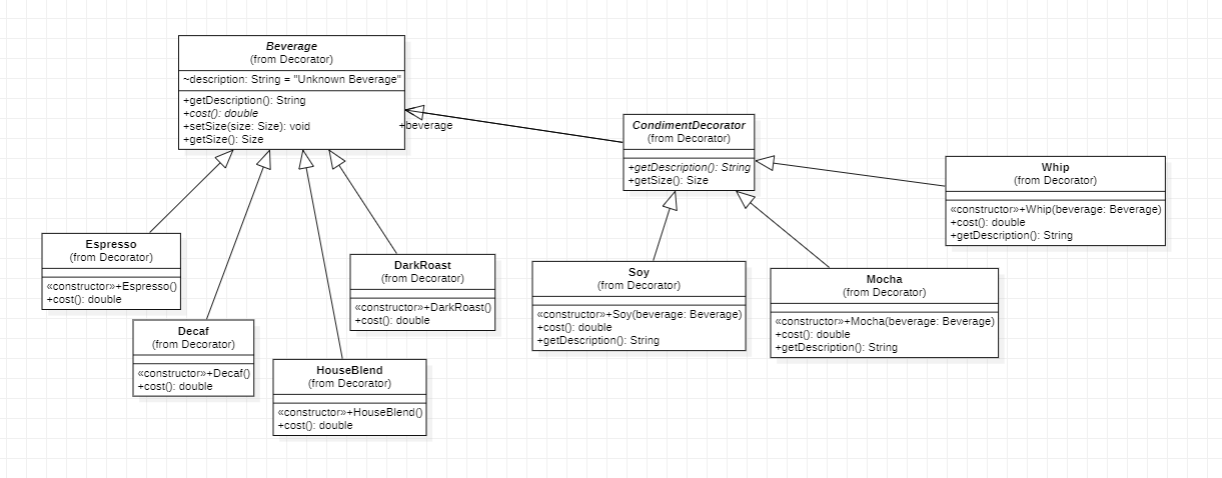 Beverage
(from Decorator)
~description: String = "Unknown Beverage"
+getDescription(): String
+cost(): double
+setSize(size: Size): void
+getSize(): Size
+beverage
CondimentDecorator
(from Decorator)
+getDescription(): String
+getSize(): Size
Whip
(from Decorator)
«constructor»+Whip(beverage: Beverage)
+cost(): double
+getDescription(): String
Espresso
(from Decorator)
«constructor»+Espresso()
+cost(): double
DarkRoast
(from Decorator)
«constructor»+DarkRoast()
+cost(): double
Soy
(from Decorator)
«constructor»+Soy(beverage: Beverage)
+cost(): double
+getDescription(): String
Mocha
(from Decorator)
«constructor»+Mocha(beverage: Beverage)
+cost(): double
+getDescription(): String
Decaf
(from Decorator)
«constructor»+Decaf()
+cost(): double
HouseBlend
(from Decorator)
«constructor»+HouseBlend()
+cost(): double